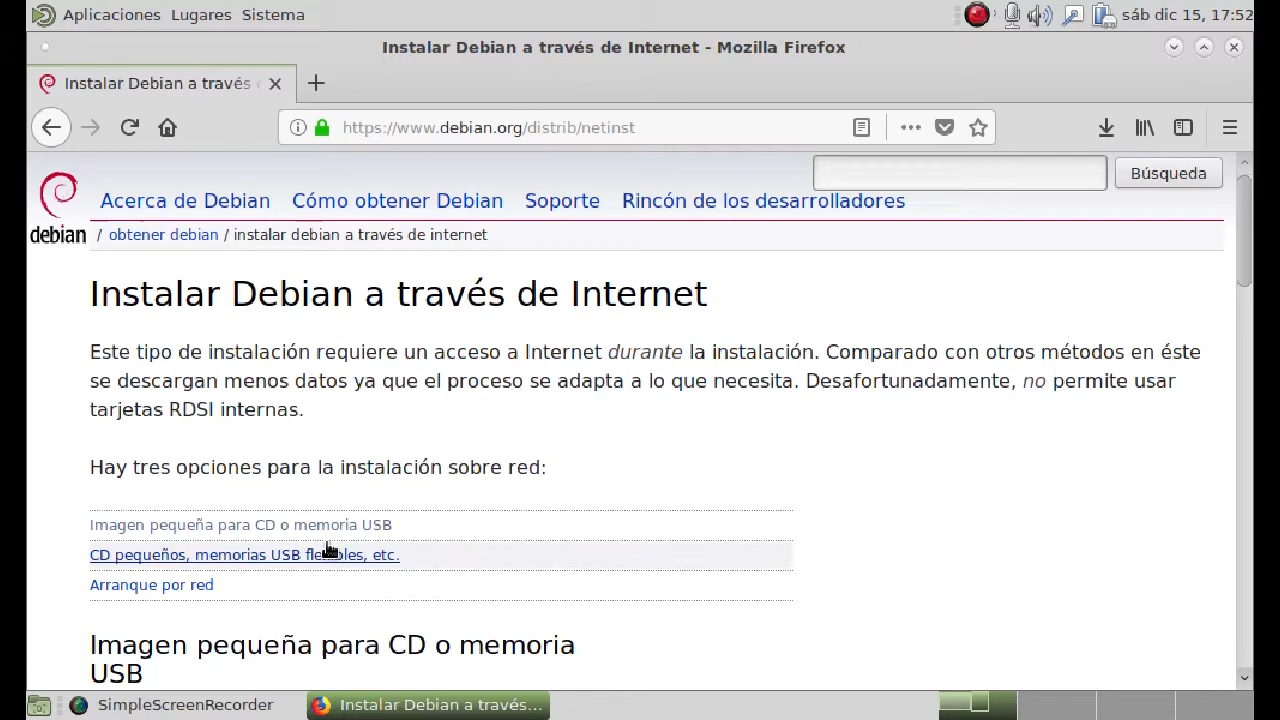 Aplicaciones Lugares Sistema
sáb dic 15, 17:52
Instalar Debian a través de Internet - Mozilla Firefox
Instalar Debian a través
https://www.debian.org/distrib/netinst
Búsqueda
debian
Acerca de Debian Cómo obtener Debian Soporte Rincón de los desarrolladores
/ obtener debian / instalar debian a través de internet
Instalar Debian a través de Internet
Este tipo de instalación requiere un acceso a Internet durante la instalación. Comparado con otros métodos en éste
se descargan menos datos ya que el proceso se adapta a lo que necesita. Desafortunadamente, no permite usar
tarjetas RDSI internas.
Hay tres opciones para la instalación sobre red:
Imagen pequeña para CD o memoria USB
CD pequeños, memorias USB flexibles, etc.
Arranque por red
Imagen pequeña para CD o memoria
USB
SimpleScreenRecorder
Instalar Debian a través...